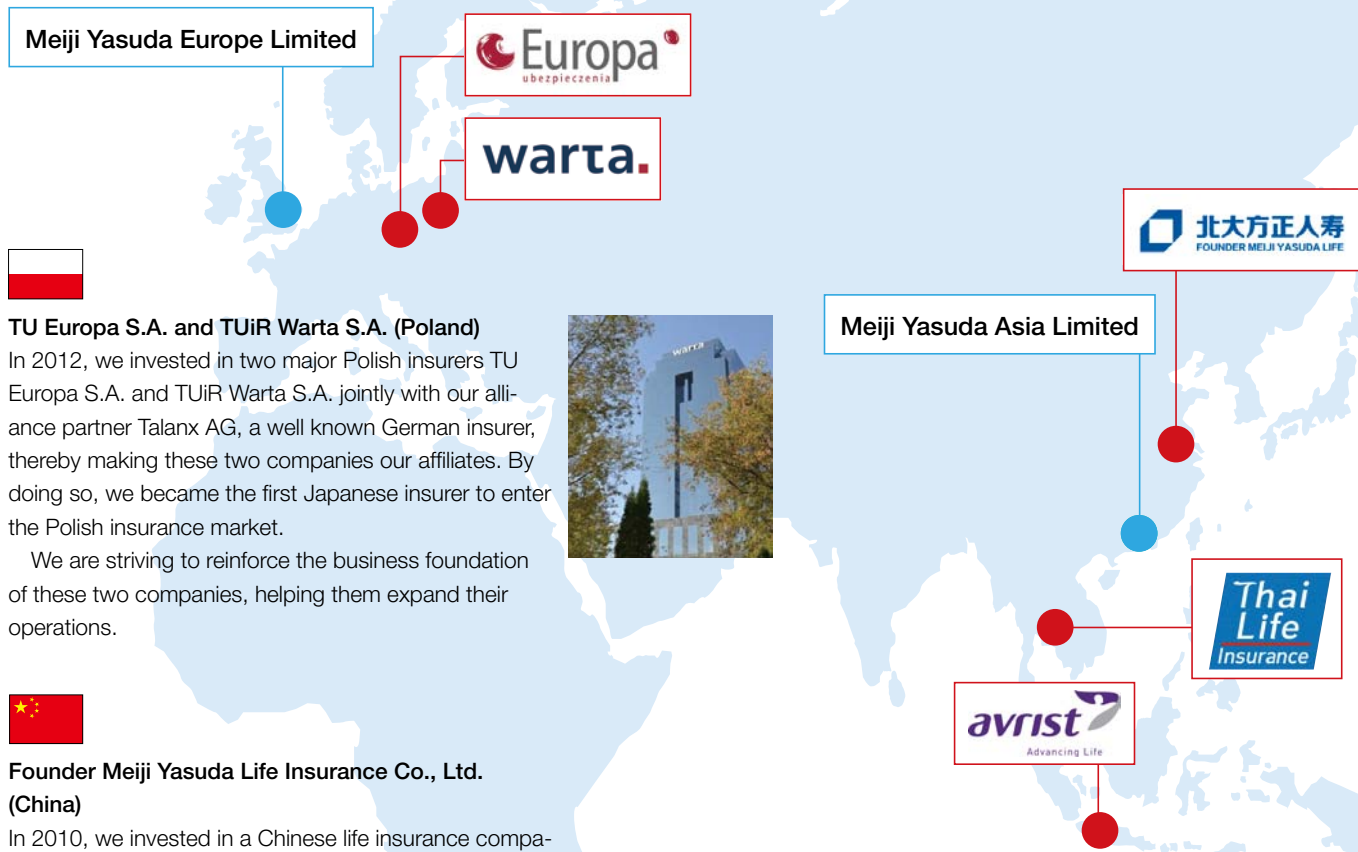 Meiji Yasuda Europe Limited
Europa
ubezpieczenia
warta.
北大方正人寿
FOUNDER MEIJI YASUDA LIFE
Meiji Yasuda Asia Limited
Thai
Life
Insurance
avrist
Advancing Life
TU Europa S.A. and TUiR Warta S.A. (Poland)
In 2012, we invested in two major Polish insurers TU
Europa S.A. and TUiR Warta S.A. jointly with our alli-
ance partner Talanx AG, a well known German insurer,
thereby making these two companies our affiliates. By
doing so, we became the first Japanese insurer to enter
the Polish insurance market.
We are striving to reinforce the business foundation
of these two companies, helping them expand their
operations.
warta
Founder Meiji Yasuda Life Insurance Co., Ltd.
(China)
In 2010, we invested in a Chinese life insurance compa-